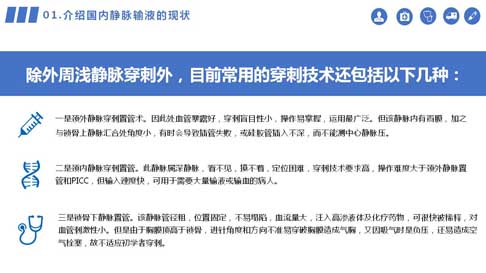 01.介绍国内静脉输液的现状
除外周浅静脉穿刺外，目前常用的穿刺技术还包括以下几种：
一是颈外静脉穿刺置管术。因此处血管暴露好，穿刺盲目性小，操作易掌握，运用最广泛。但该静脉内有而膜，加之
与锁骨上静脉汇合处角度小，有时会导致插管失败，或硅胶管插入不深，而不能测中心静脉压。
二是颈内静脉穿刺置管。此静脉属深静脉，看不见，摸不着，定位困难，穿刺技术要求高，操作难度大于颈外静脉置
管和PICC，但输入速度快，可用于需要大量输液或输血的病人。
三是锁骨下静脉置管。该静脉管径粗，位置固定，不易塌陷，血流量大，注入高渗液体及化疗药物，可很快被稀释，对
血管刺激性小。但是由于胸膜顶高于锁骨，进针角度和方向不准易穿破胸膜造成气胸，又因吸气时是负压，还易造成空
气栓塞，故不适应初学者穿刺。